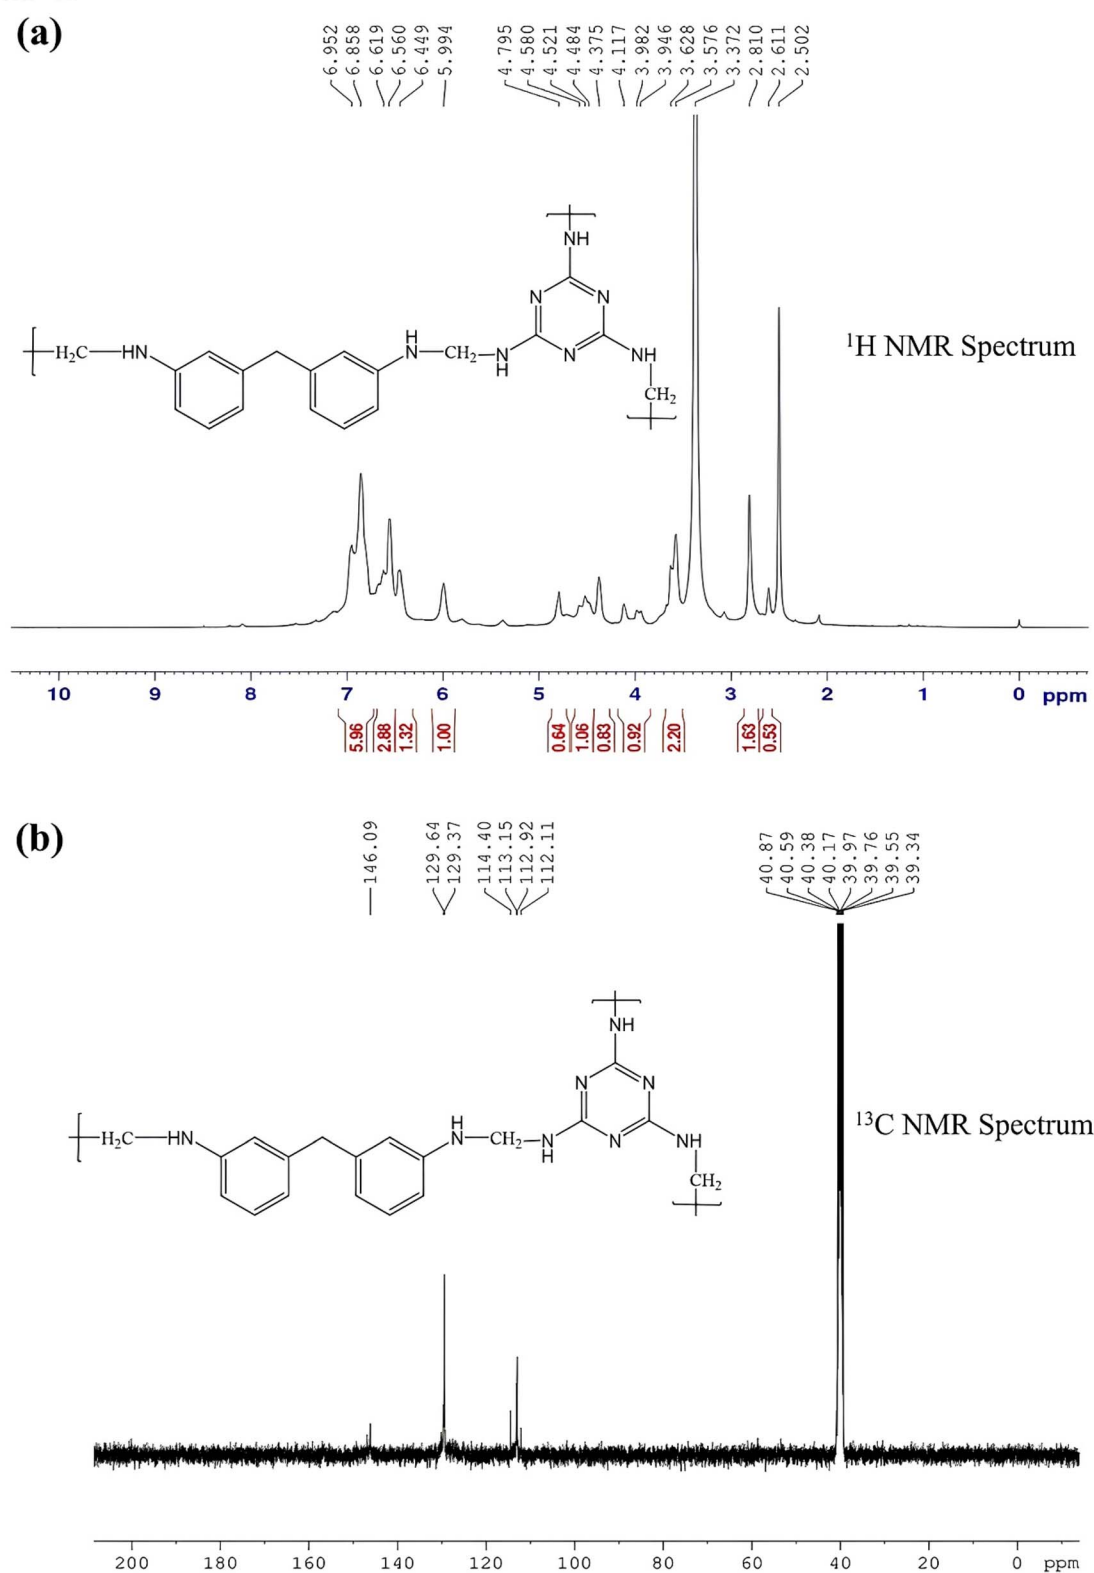 (a)
6.952
6.858
6.619
6.560
6.449
5.994
4.795
4.580
4.521
4.484
4.375
4.117
3.982
3.946
3.628
3.576
3.372
2.810
2.611
2.502
NH
N N
H₂C HN H N CH₂ NH N NH
H
CH₂
¹H NMR Spectrum
10 9 8 7 6 5 4 3 2 1 0 ppm
5.96
2.88
1.32
1.00
0.64
1.06
0.83
0.92
2.20
1.63
0.53
(b)
146.09
129.64
129.37
114.40
113.15
112.92
112.11
40.87
40.59
40.38
40.17
39.97
39.76
39.55
39.34
NH
N N
H₂C HN H N CH₂ NH N NH
H
CH₂
¹³C NMR Spectrum
200 180 160 140 120 100 80 60 40 20 0 ppm